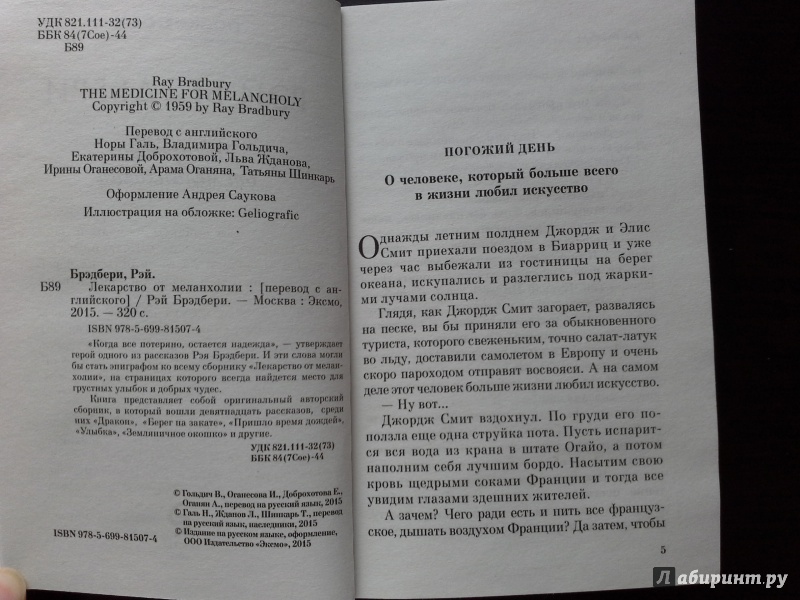 УДК 821.111-32(73)
ББК 84(7Сое)-44
Б89
Ray Bradbury
THE MEDICINE FOR MELANCHOLY
Copyright © 1959 by Ray Bradbury
Перевод с английского
Норы Галь, Владимира Гольдича,
Екатерины Доброхотовой, Льва Жданова,
Ирины Оганесовой, Арама Оганяна, Татьяны Шинкарь
Оформление Андрея Саукова
Иллюстрация на обложке: Geliografic
Брэдбери, Рэй.
Б89 Лекарство от меланхолии : [перевод с ан-
глийского] / Рэй Брэдбери. — Москва : Эксмо,
2015. — 320 с.
ISBN 978-5-699-81507-4
«Когда все потеряно, остается надежда», — утверждает
герой одного из рассказов Рэя Брэдбери. И эти слова могли
бы стать эпиграфом ко всему сборнику «Лекарство от мелан-
холии», на страницах которого всегда найдется место для
грустных улыбок и добрых чудес.
Книга представляет собой оригинальный авторский
сборник, в который вошли девятнадцать рассказов, среди
них «Дракон», «Берег на закате», «Пришло время дождей»,
«Улыбка», «Земляничное окошко» и другие.
УДК 821.111-32(73)
ББК 84(7Сое)-44
© Гольдич В., Оганесова И., Доброхотова Е.,
Оганян А., перевод на русский язык, 2015
© Галь Н., Жданов Л., Шинкарь Т., перевод
на русский язык, наследники, 2015
© Издание на русском языке, оформление,
ООО Издательство «Эксмо», 2015
ISBN 978-5-699-81507-4
ПОГОЖИЙ ДЕНЬ
О человеке, который больше всего
в жизни любил искусство
Однажды летним полднем Джордж и Элис
Смит приехали поездом в Биарриц и уже
через час выбежали из гостиницы на берег
океана, искупались и разлеглись под жарки-
ми лучами солнца.
Глядя, как Джордж Смит загорает, развалясь
на песке, вы бы приняли его за обыкновенного
туриста, которого свеженьким, точно салат-латук
во льду, доставили самолетом в Европу и очень
скоро пароходом отправят восвояси. А на самом
деле этот человек больше жизни любил искусство.
— Ну вот...
Джордж Смит вздохнул. По груди его по-
ползла еще одна струйка пота. Пусть испарит-
ся вся вода из крана в штате Огайо, а потом
наполним себя лучшим бордо. Насытим свою
кровь щедрыми соками Франции и тогда все
увидим глазами здешних жителей.
А зачем? Чего ради есть и пить все француз-
ское, дышать воздухом Франции? Да затем, чтобы
5
Лабиринт.ру